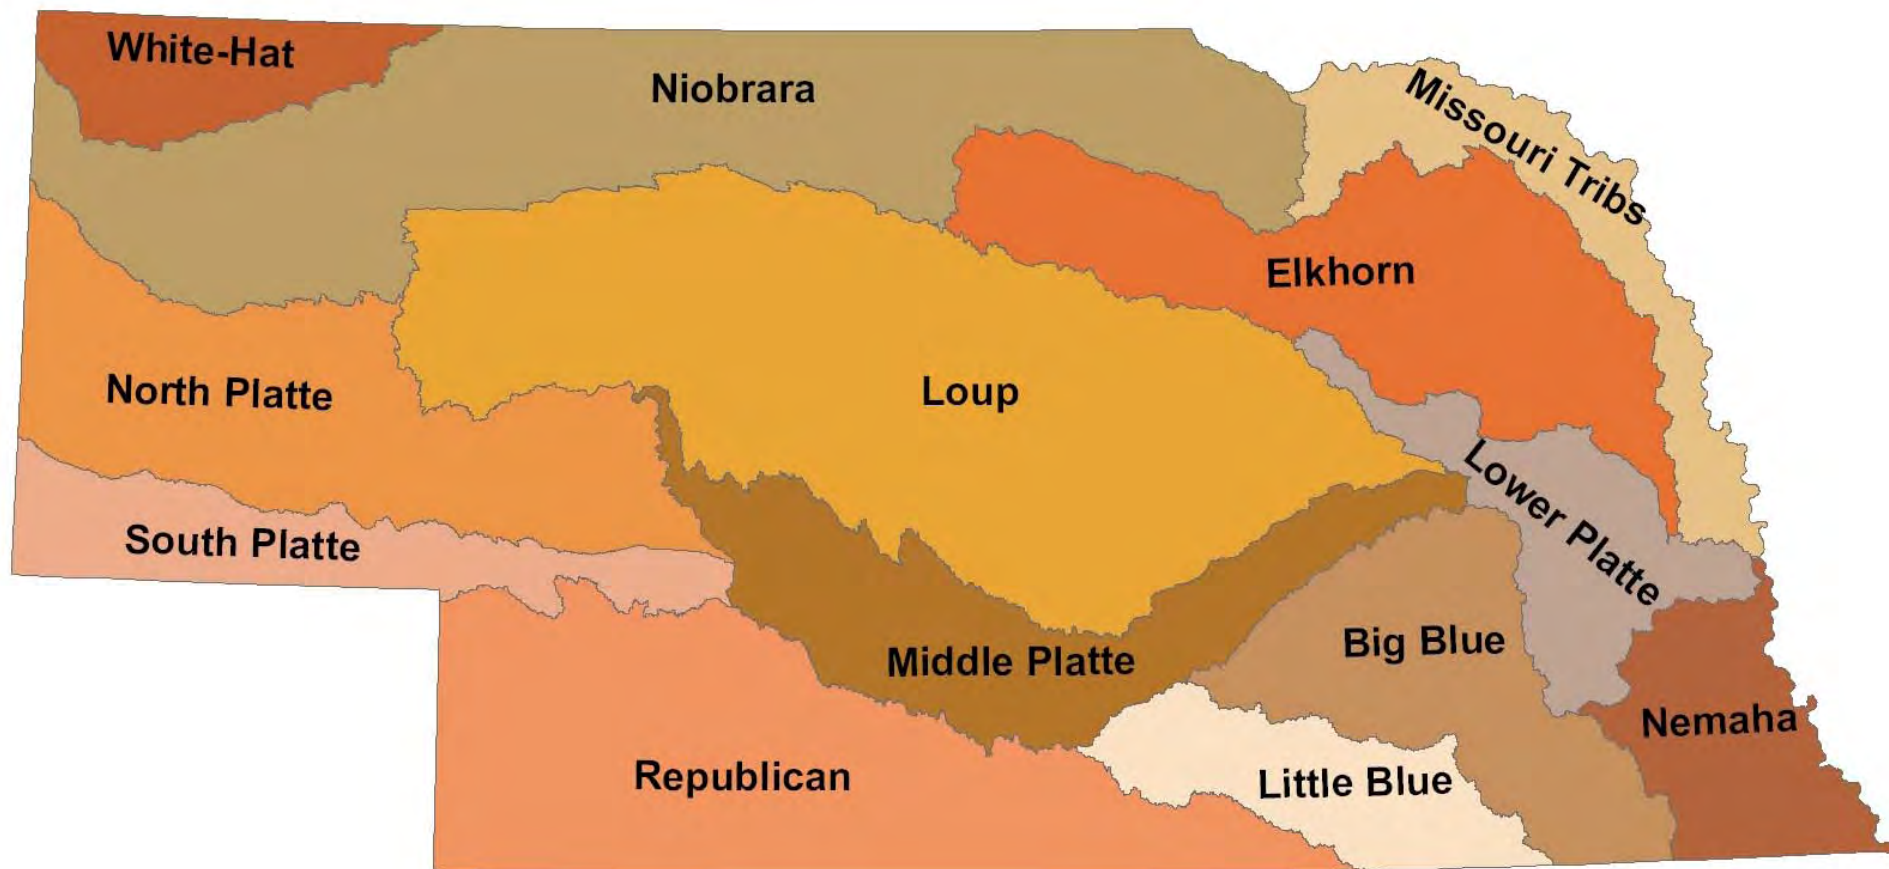 White-Hat
Niobrara
Missouri Tribs
Elkhorn
North Platte
Loup
Lower Platte
South Platte
Big Blue
Middle Platte
Nemaha
Republican
Little Blue